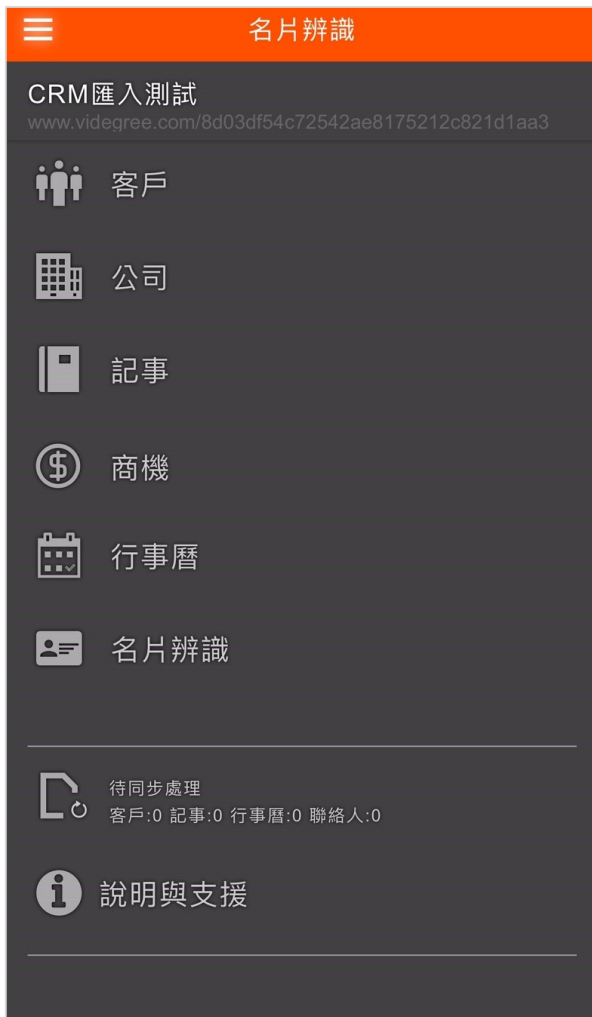 名片辨識
CRM匯入測試
www.videgree.com/8d03df54c72542ae8175212c821d1aa3
客戶
公司
記事
商機
行事曆
名片辨識
待同步處理
客戶:0 記事:0 行事曆:0 聯絡人:0
說明與支援